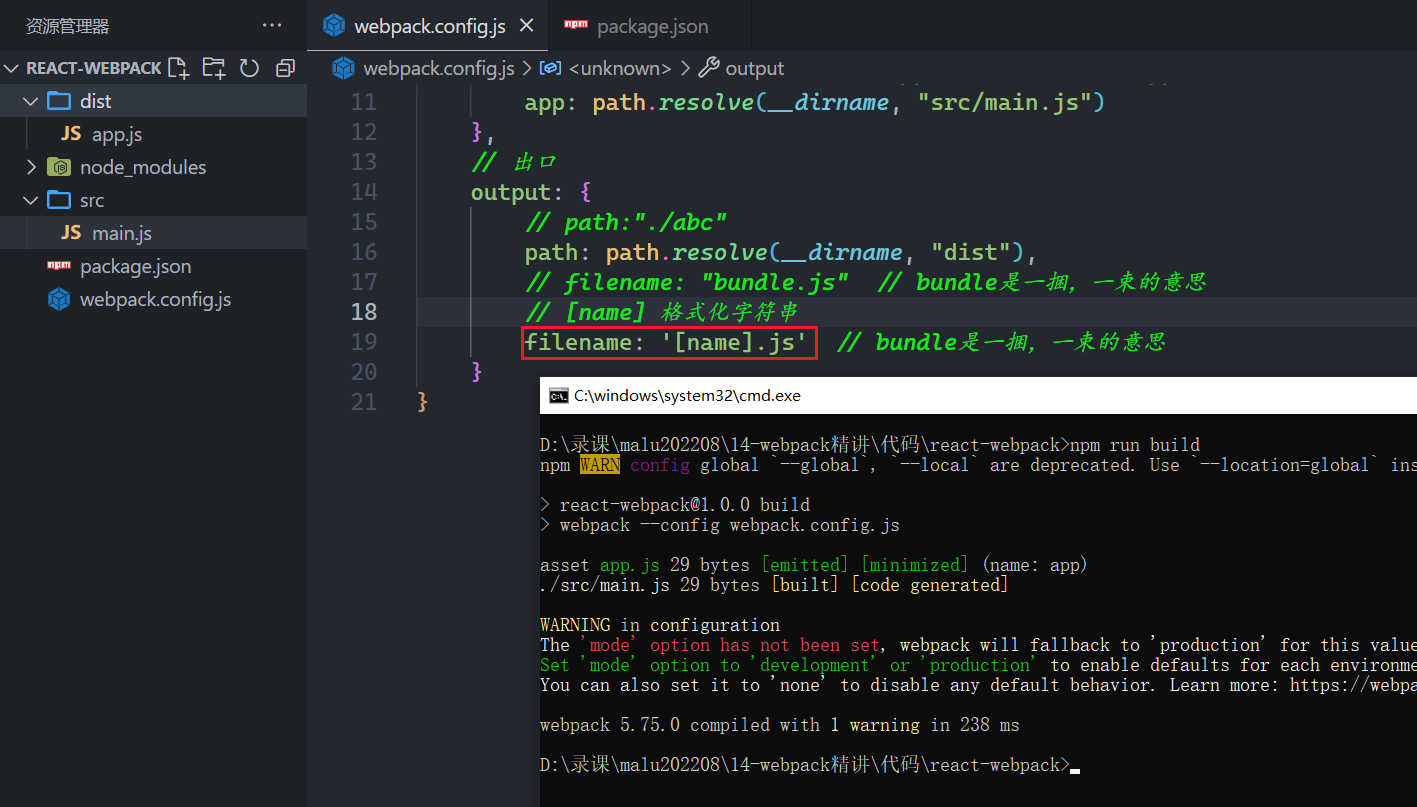 资源管理器 ···
webpack.config.js
package.json
REACT-WEBPACK
webpack.config.js > <unknown> > output
dist
JS app.js
node_modules
src
JS main.js
package.json
webpack.config.js
11 app: path.resolve(__dirname, "src/main.js")
12 },
13 // 出口
14 output: {
15 // path:"./abc"
16 path: path.resolve(__dirname, "dist"),
17 // filename: "bundle.js" // bundle是一捆，一束的意思
18 // [name] 格式化字符串
19 filename: '[name].js' // bundle是一捆，一束的意思
20 }
21 }
C:\windows\system32\cmd.exe
D:\录课\malu202208\14-webpack精讲\代码\react-webpack>npm run build
npm WARN config global `--global`, `--local` are deprecated. Use `--location=global` ins
> react-webpack@1.0.0 build
> webpack --config webpack.config.js
asset app.js 29 bytes [emitted] [minimized] (name: app)
./src/main.js 29 bytes [built] [code generated]
WARNING in configuration
The 'mode' option has not been set, webpack will fallback to 'production' for this value
Set 'mode' option to 'development' or 'production' to enable defaults for each environme
You can also set it to 'none' to disable any default behavior. Learn more: https://webpa
webpack 5.75.0 compiled with 1 warning in 238 ms
D:\录课\malu202208\14-webpack精讲\代码\react-webpack>